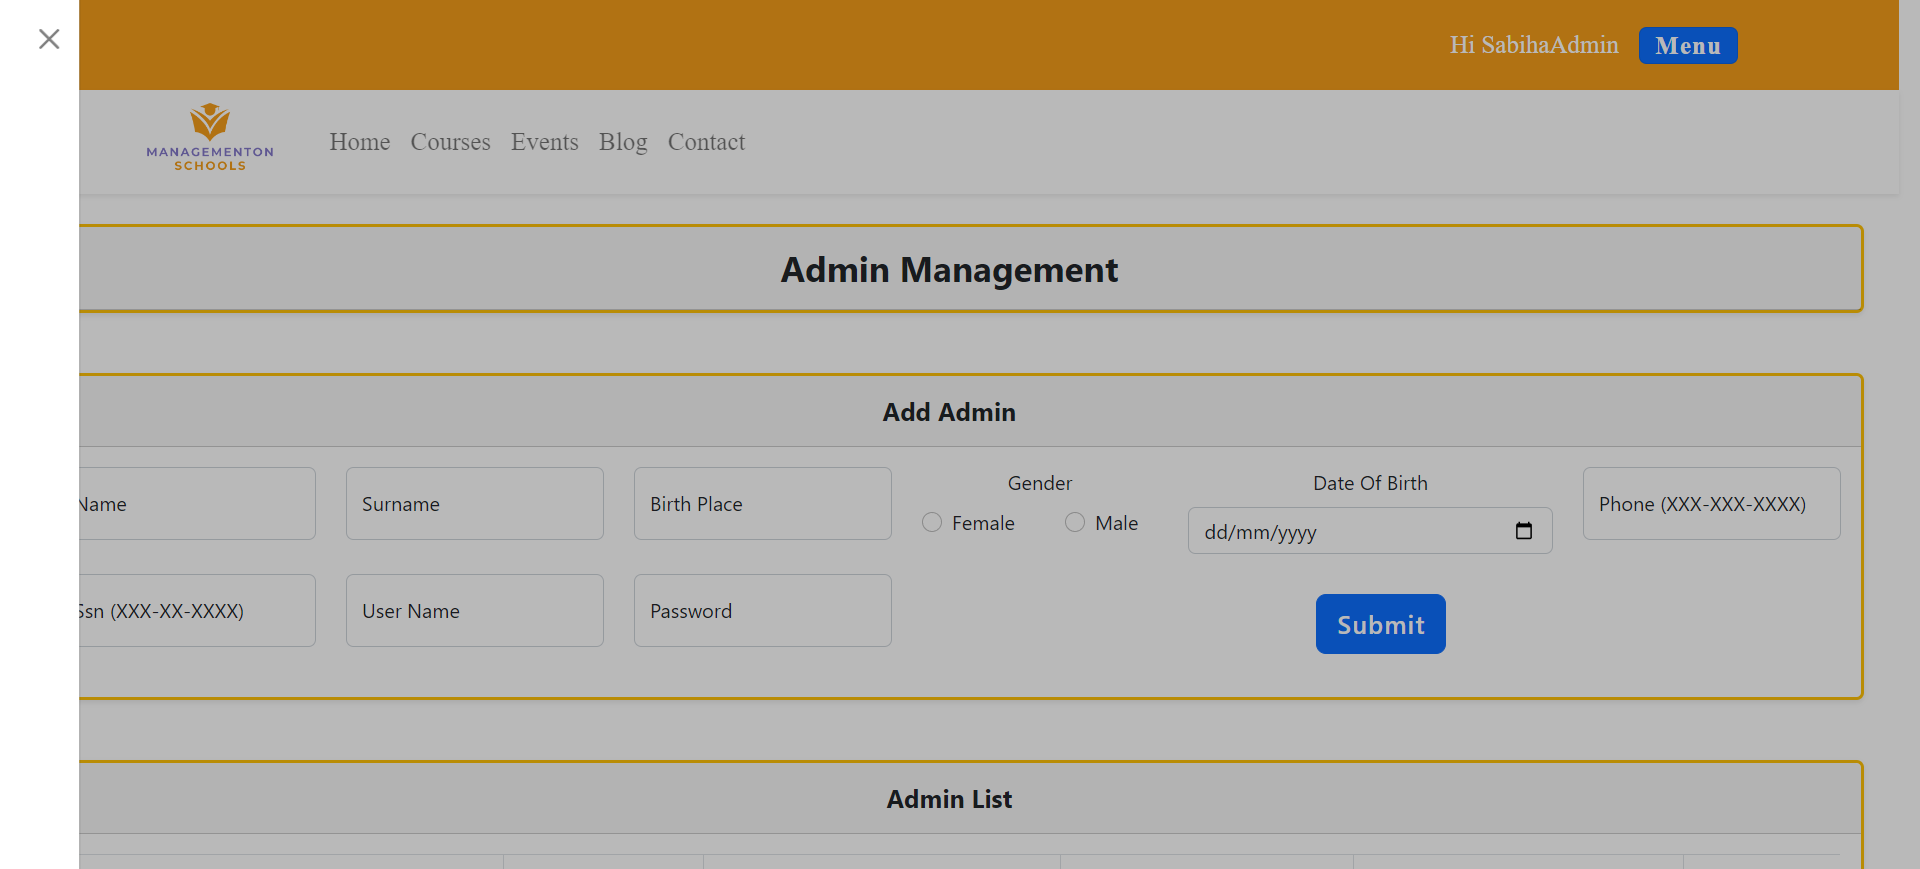 Hi SabihaAdmin Menu
MANAGEMENTON
SCHOOLS
Home Courses Events Blog Contact
Admin Management
Add Admin
Name Surname Birth Place Gender Date Of Birth Phone (XXX-XXX-XXXX)
Female Male dd/mm/yyyy
Ssn (XXX-XX-XXXX) User Name Password
Submit
Admin List